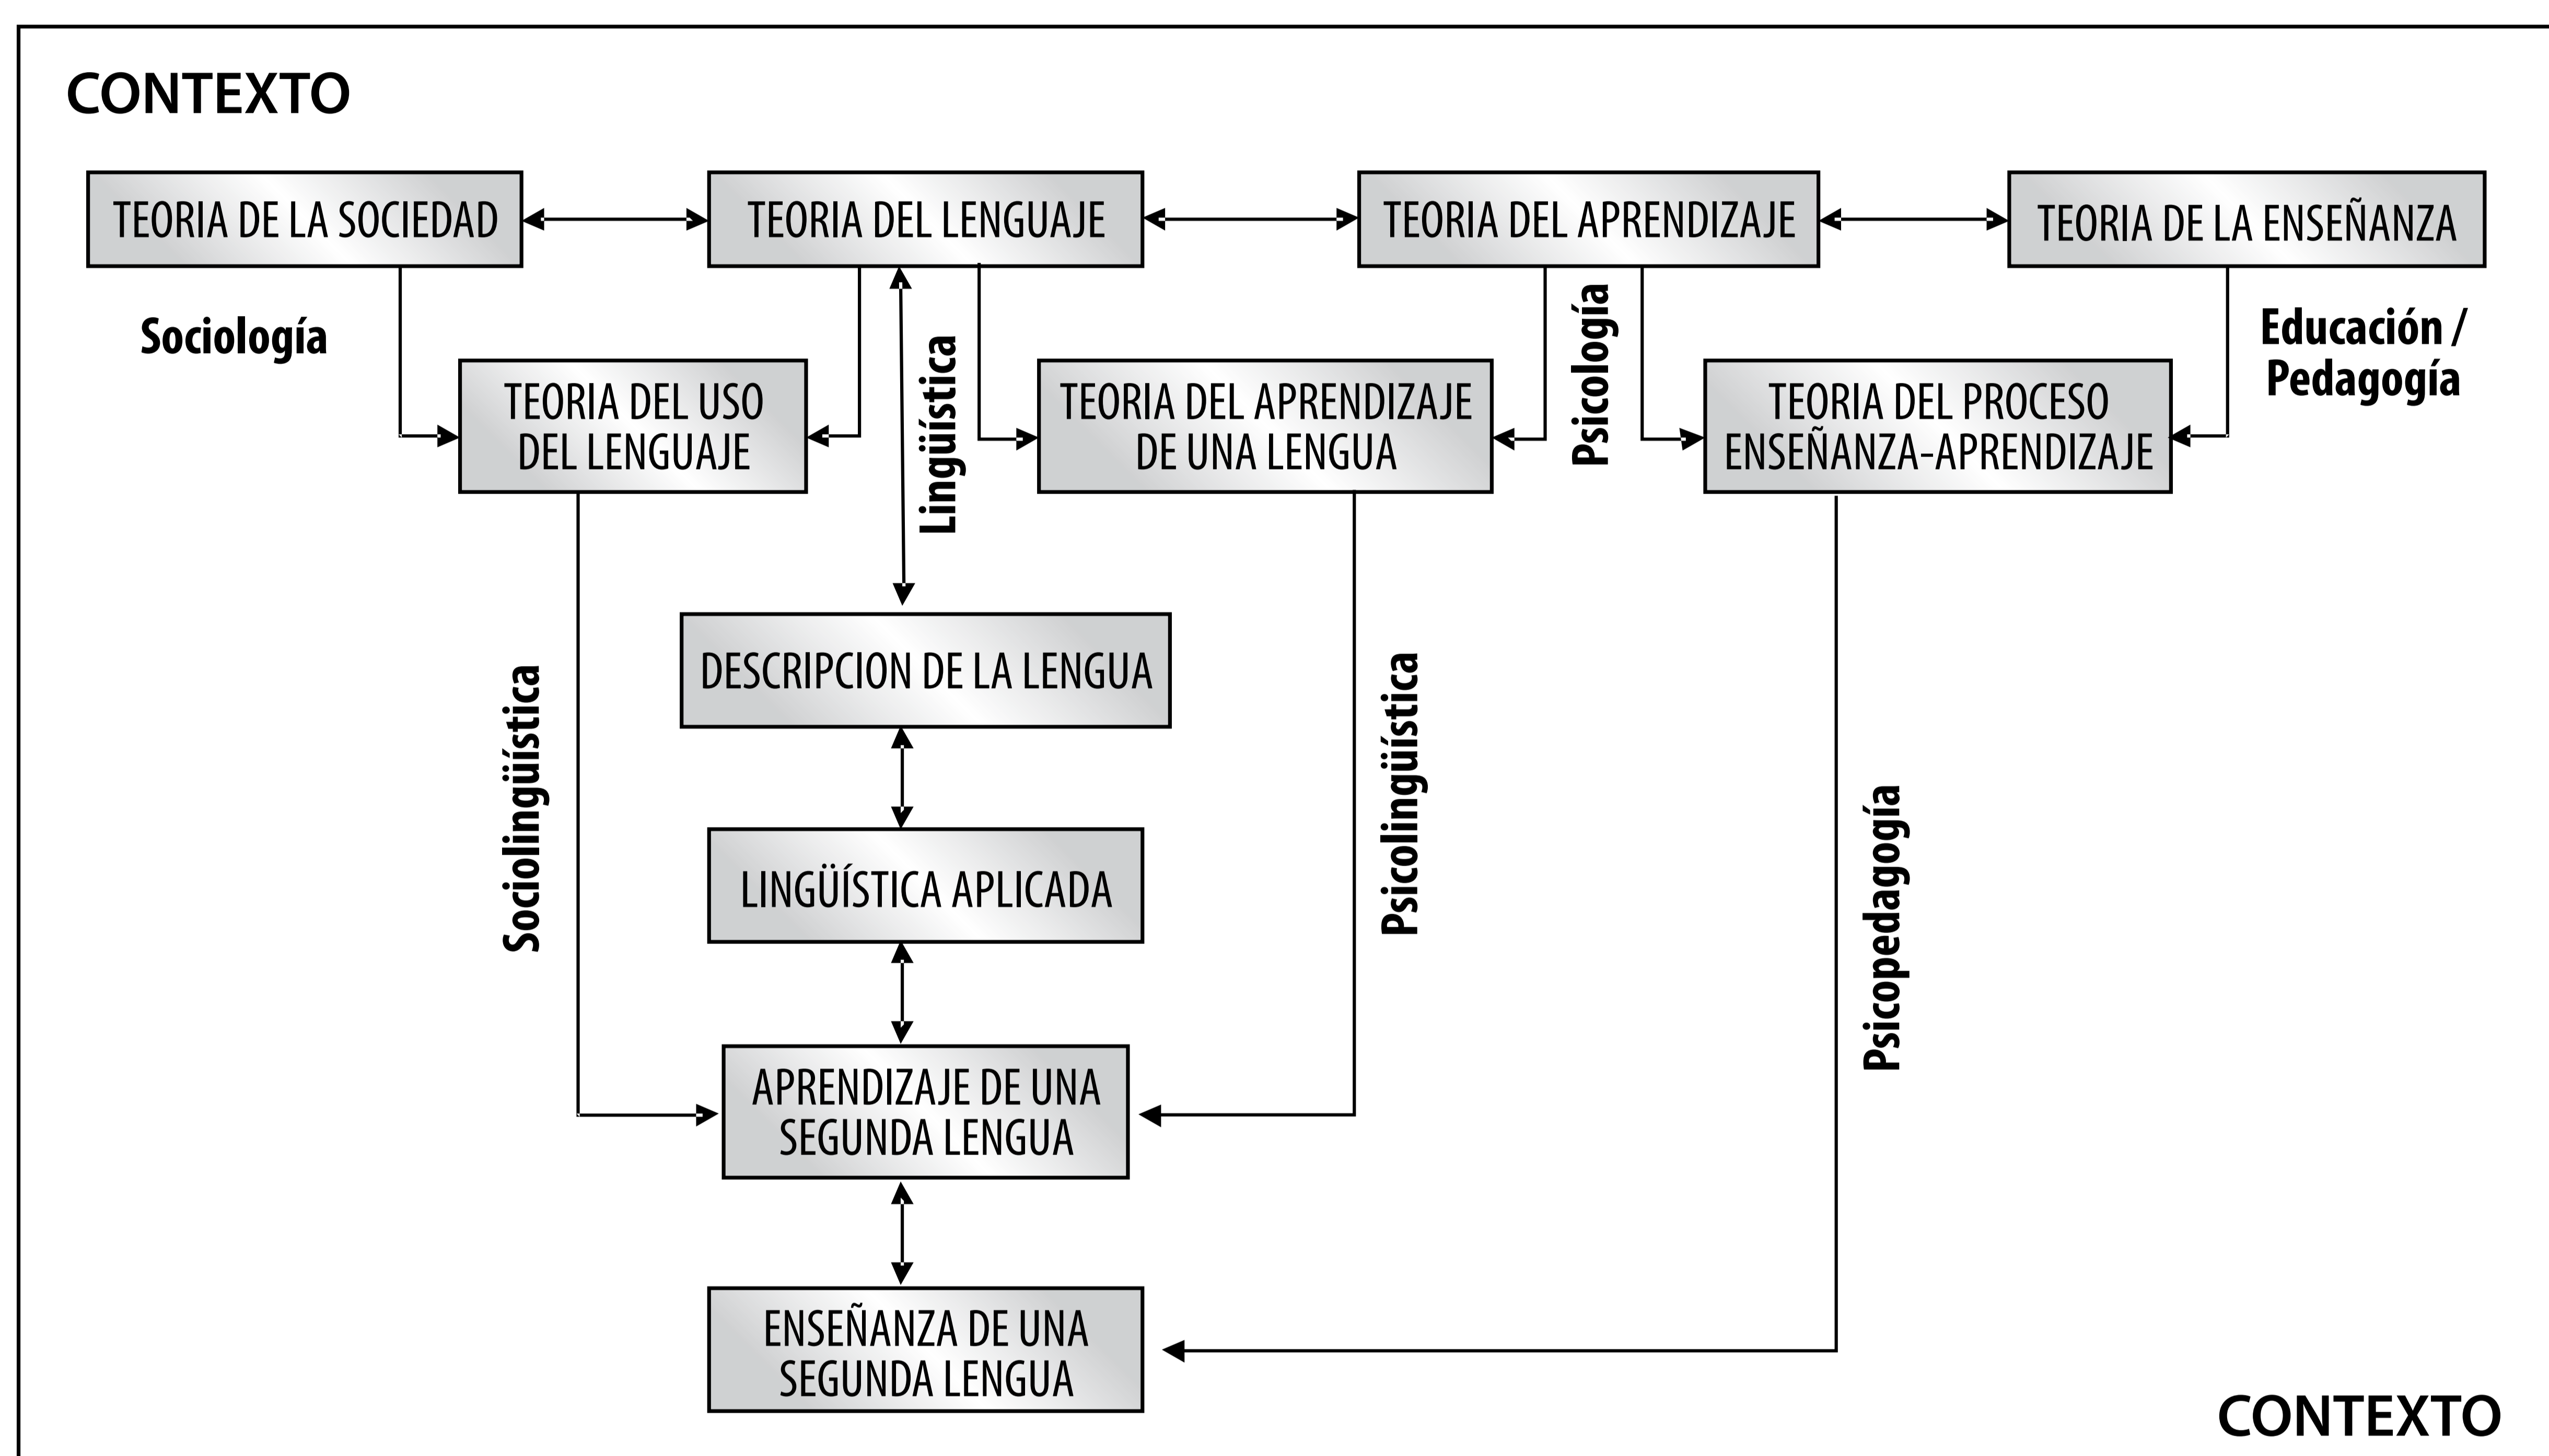 CONTEXTO
TEORIA DE LA SOCIEDAD
TEORIA DEL LENGUAJE
TEORIA DEL APRENDIZAJE
TEORIA DE LA ENSEÑANZA
Sociología
Lingüística
Psicología
Educación /
Pedagogía
TEORIA DEL USO
DEL LENGUAJE
TEORIA DEL APRENDIZAJE
DE UNA LENGUA
TEORIA DEL PROCESO
ENSEÑANZA-APRENDIZAJE
DESCRIPCION DE LA LENGUA
Sociolingüística
Psicolingüística
Psicopedagogía
LINGÜÍSTICA APLICADA
APRENDIZAJE DE UNA
SEGUNDA LENGUA
ENSEÑANZA DE UNA
SEGUNDA LENGUA
CONTEXTO